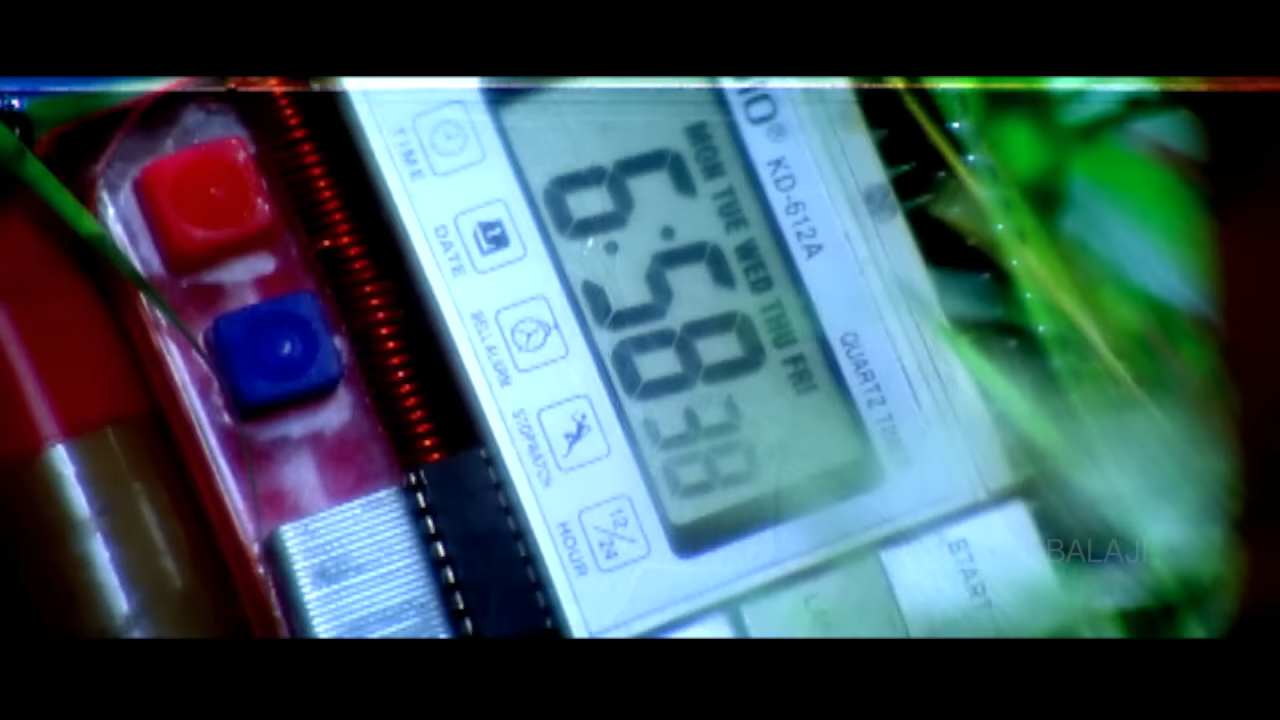 IO® KD-612A QUARTZ
MON TUE WED THU FRI
6:58 38
TIME DATE BELL ALARM STOPWATCH 12/24 HOUR
START
BALAJI